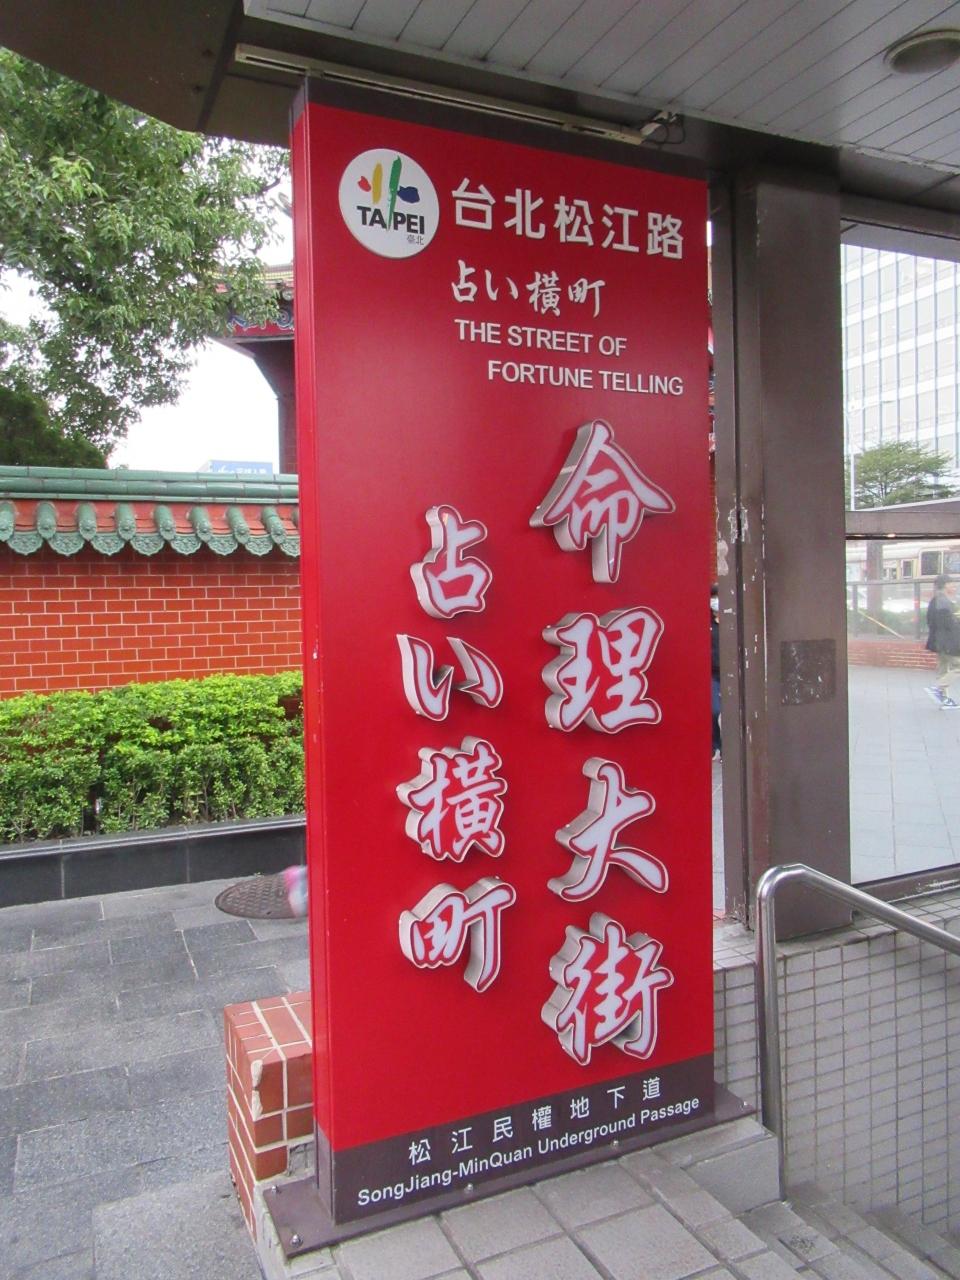 TAIPEI
臺北
台北松江路
占い横町
THE STREET OF
FORTUNE TELLING
命理大街
占い横町
松江民權地下道
SongJiang-MinQuan Underground Passage